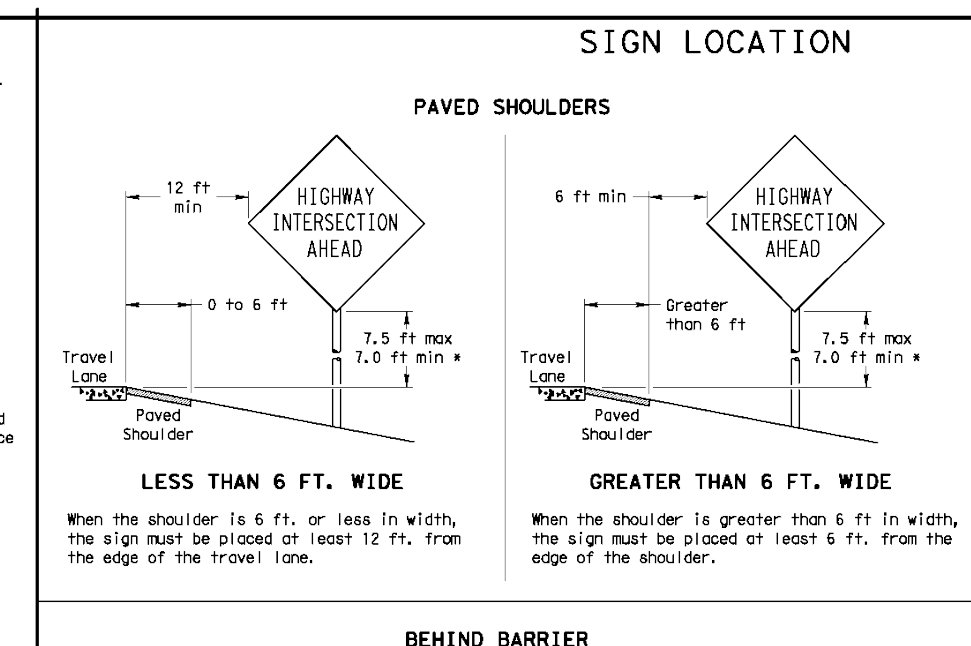 SIGN LOCATION
PAVED SHOULDERS
12 ft
min
HIGHWAY
INTERSECTION
AHEAD
0 to 6 ft
7.5 ft max
7.0 ft min *
Travel
Lane
Paved
Shoulder
LESS THAN 6 FT. WIDE
When the shoulder is 6 ft. or less in width,
the sign must be placed at least 12 ft. from
the edge of the travel lane.
6 ft min
HIGHWAY
INTERSECTION
AHEAD
Greater
than 6 ft
7.5 ft max
7.0 ft min *
Travel
Lane
Paved
Shoulder
GREATER THAN 6 FT. WIDE
When the shoulder is greater than 6 ft in width,
the sign must be placed at least 6 ft. from the
edge of the shoulder.
BEHIND BARRIER